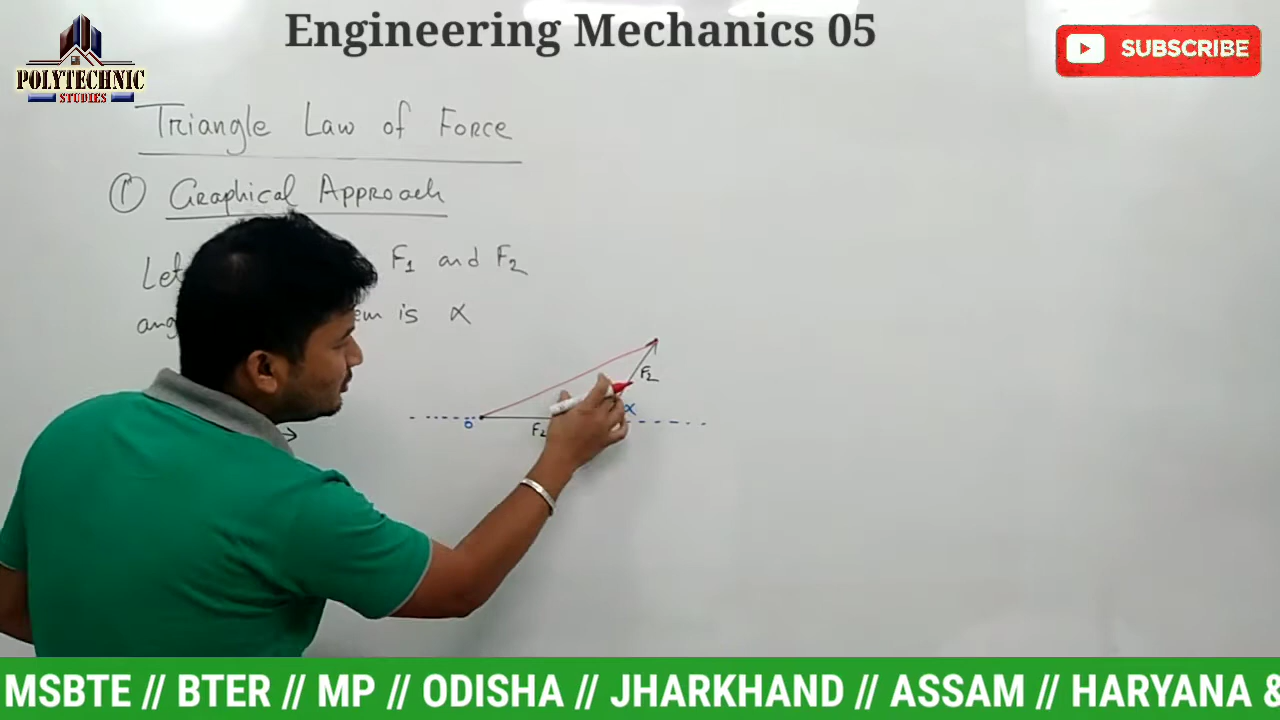 Engineering Mechanics 05
SUBSCRIBE
POLYTECHNIC
STUDIES
Triangle Law of Force
① Graphical Approach
Let F₁ and F₂
is α
F₂
α
O
MSBTE // BTER // MP // ODISHA // JHARKHAND // ASSAM // HARYANA &